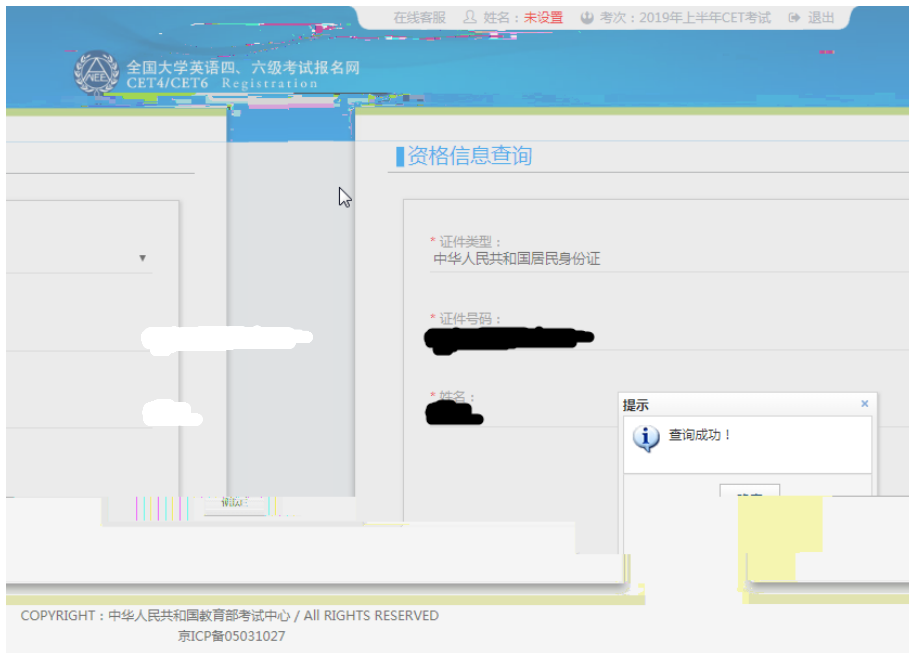 在线客服 姓名：未设置 考次：2019年上半年CET考试 退出
NEE
全国大学英语四、六级考试报名网
CET4/CET6 Registration
资格信息查询
* 证件类型：
中华人民共和国居民身份证
* 证件号码：
* 姓名：
提示 ×
查询成功！
COPYRIGHT：中华人民共和国教育部考试中心 / All RIGHTS RESERVED
京ICP备05031027